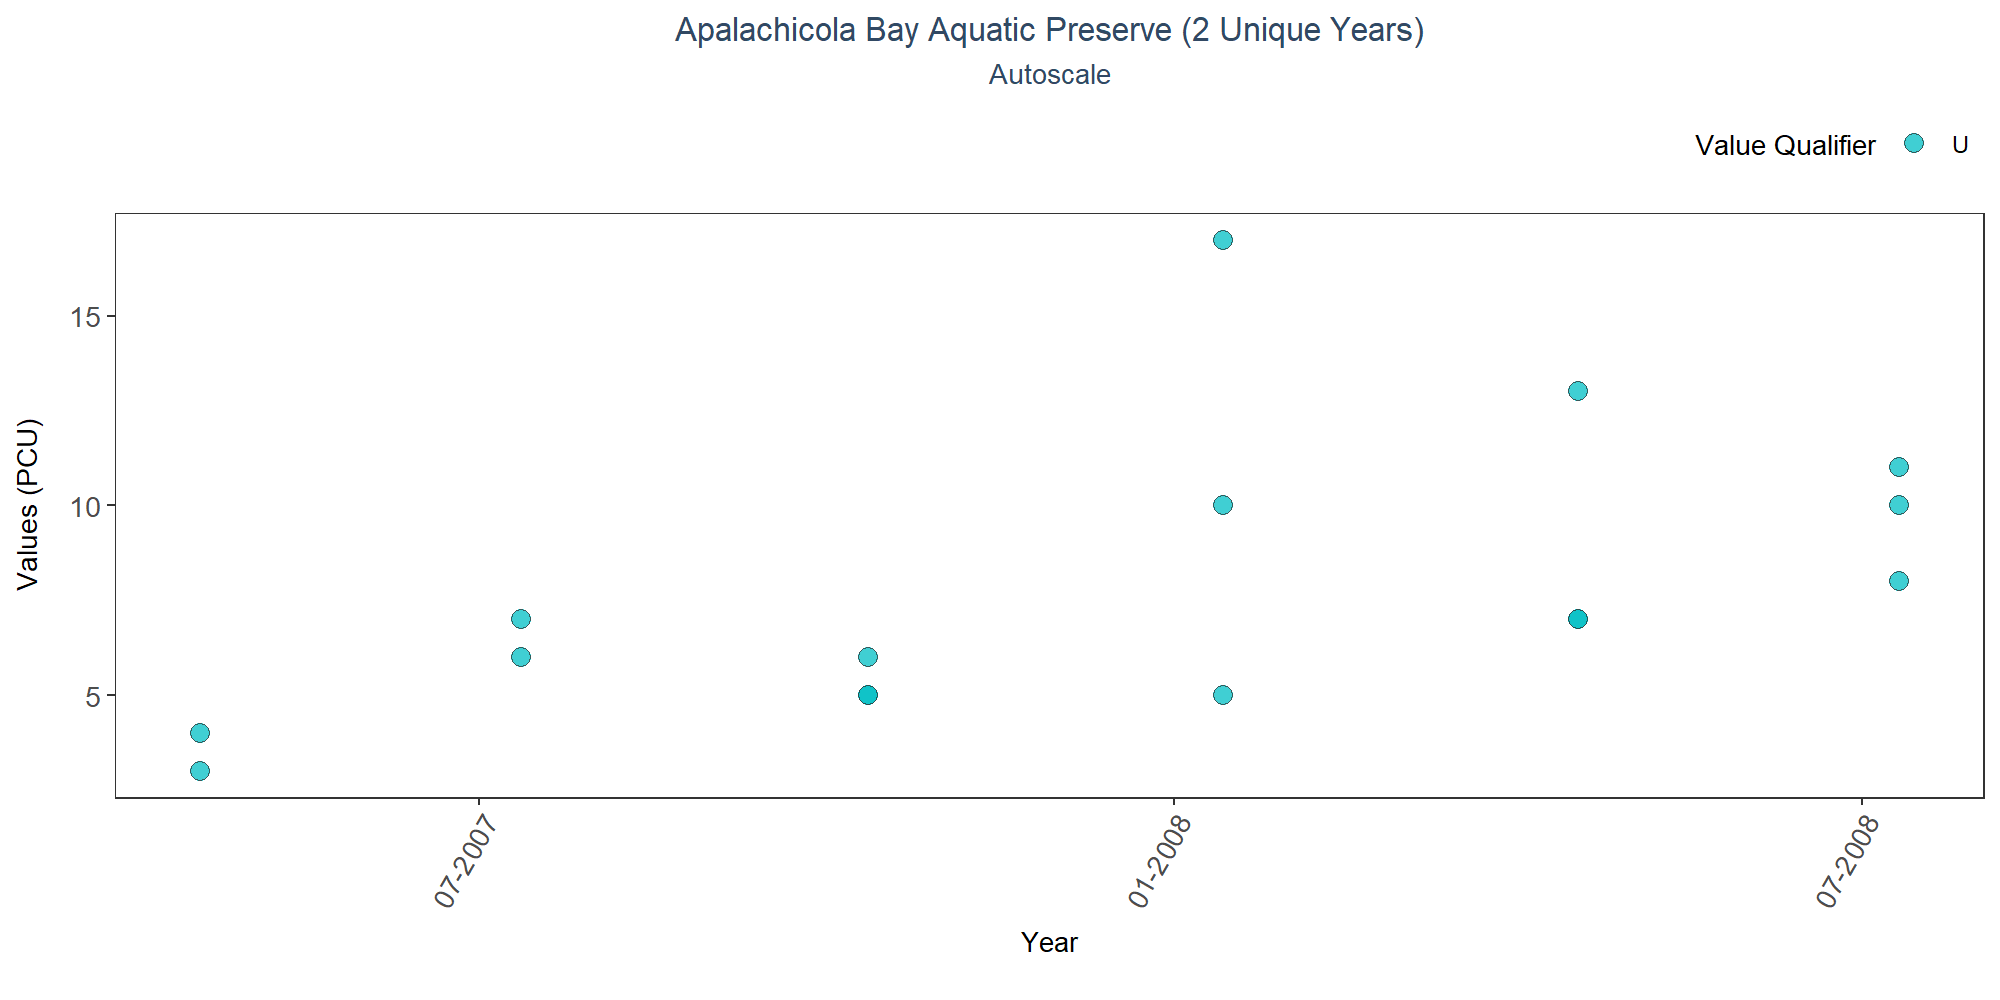 Apalachicola Bay Aquatic Preserve (2 Unique Years)
Autoscale
Value Qualifier U
15
10
5
Values (PCU)
07-2007
01-2008
07-2008
Year